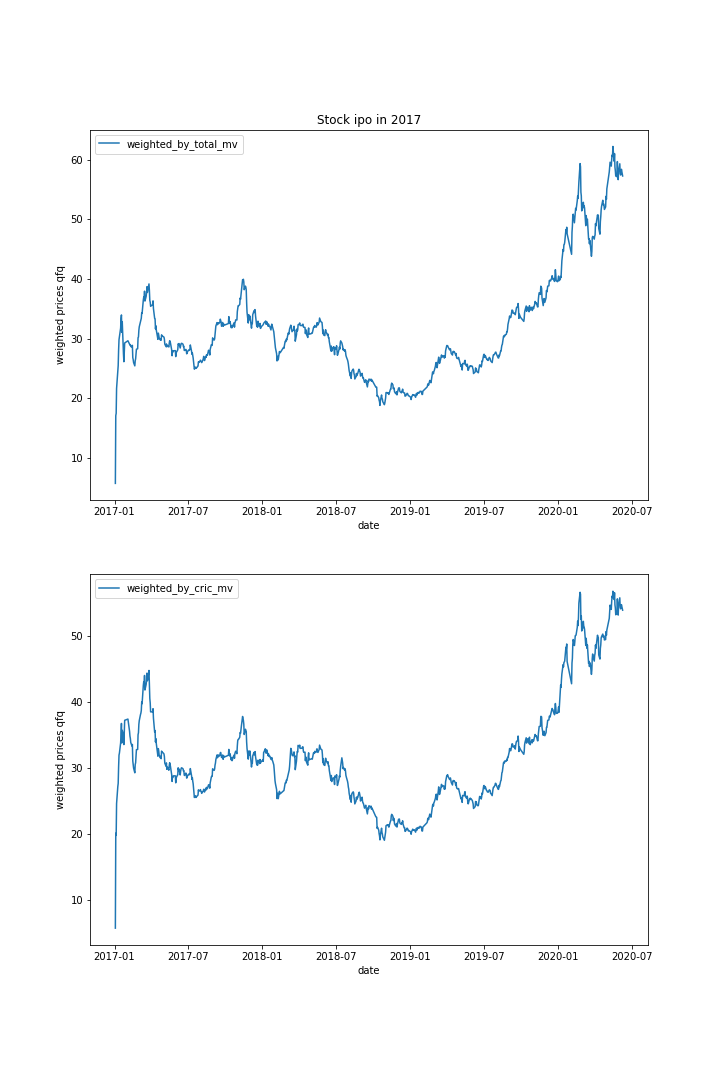 Stock ipo in 2017
weighted_by_total_mv
60
50
40
30
20
10
weighted prices qfq
2017-01 2017-07 2018-01 2018-07 2019-01 2019-07 2020-01 2020-07
date
weighted_by_cric_mv
50
40
30
20
10
weighted prices qfq
2017-01 2017-07 2018-01 2018-07 2019-01 2019-07 2020-01 2020-07
date